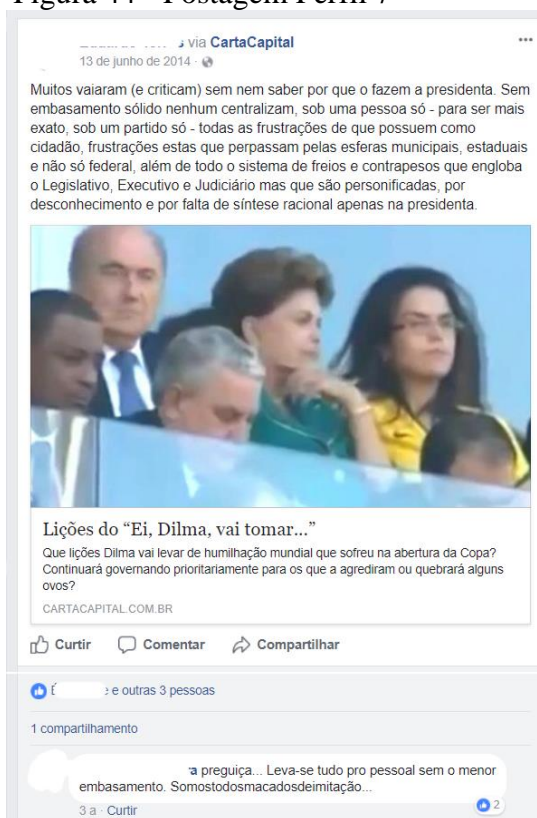 Figura 44 - Postagem Perfil 7
via CartaCapital
13 de junho de 2014 ·
Muitos vaiaram (e criticam) sem nem saber por que o fazem a presidenta. Sem
embasamento sólido nenhum centralizam, sob uma pessoa só - para ser mais
exato, sob um partido só - todas as frustrações de que possuem como
cidadão, frustrações estas que perpassam pelas esferas municipais, estaduais
e não só federal, além de todo o sistema de freios e contrapesos que engloba
o Legislativo, Executivo e Judiciário mas que são personificadas, por
desconhecimento e por falta de síntese racional apenas na presidenta.
Lições do “Ei, Dilma, vai tomar...”
Que lições Dilma vai levar de humilhação mundial que sofreu na abertura da Copa?
Continuará governando prioritariamente para os que a agrediram ou quebrará alguns
ovos?
CARTACAPITAL.COM.BR
Curtir Comentar Compartilhar
e outras 3 pessoas
1 compartilhamento
preguiça... Leva-se tudo pro pessoal sem o menor
embasamento. Somostodosmacadosdeimitação...
3 a · Curtir 2